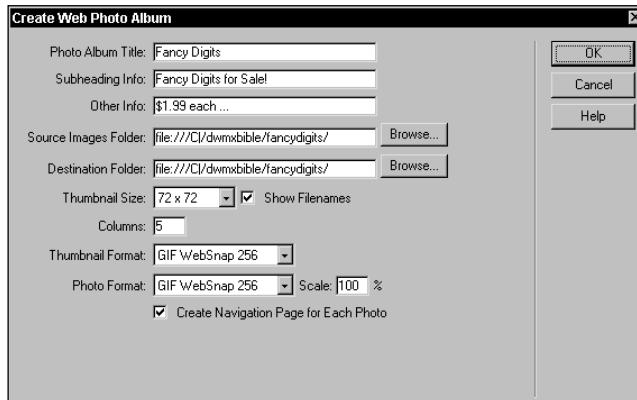 Create Web Photo Album
Photo Album Title: Fancy Digits
OK
Subheading Info: Fancy Digits for Sale!
Cancel
Other Info: $1.99 each ...
Help
Source Images Folder: file:///C|/dwmxbible/fancydigits/ Browse...
Destination Folder: file:///C|/dwmxbible/fancydigits/ Browse...
Thumbnail Size: 72 x 72 Show Filenames
Columns: 5
Thumbnail Format: GIF WebSnap 256
Photo Format: GIF WebSnap 256 Scale: 100 %
Create Navigation Page for Each Photo